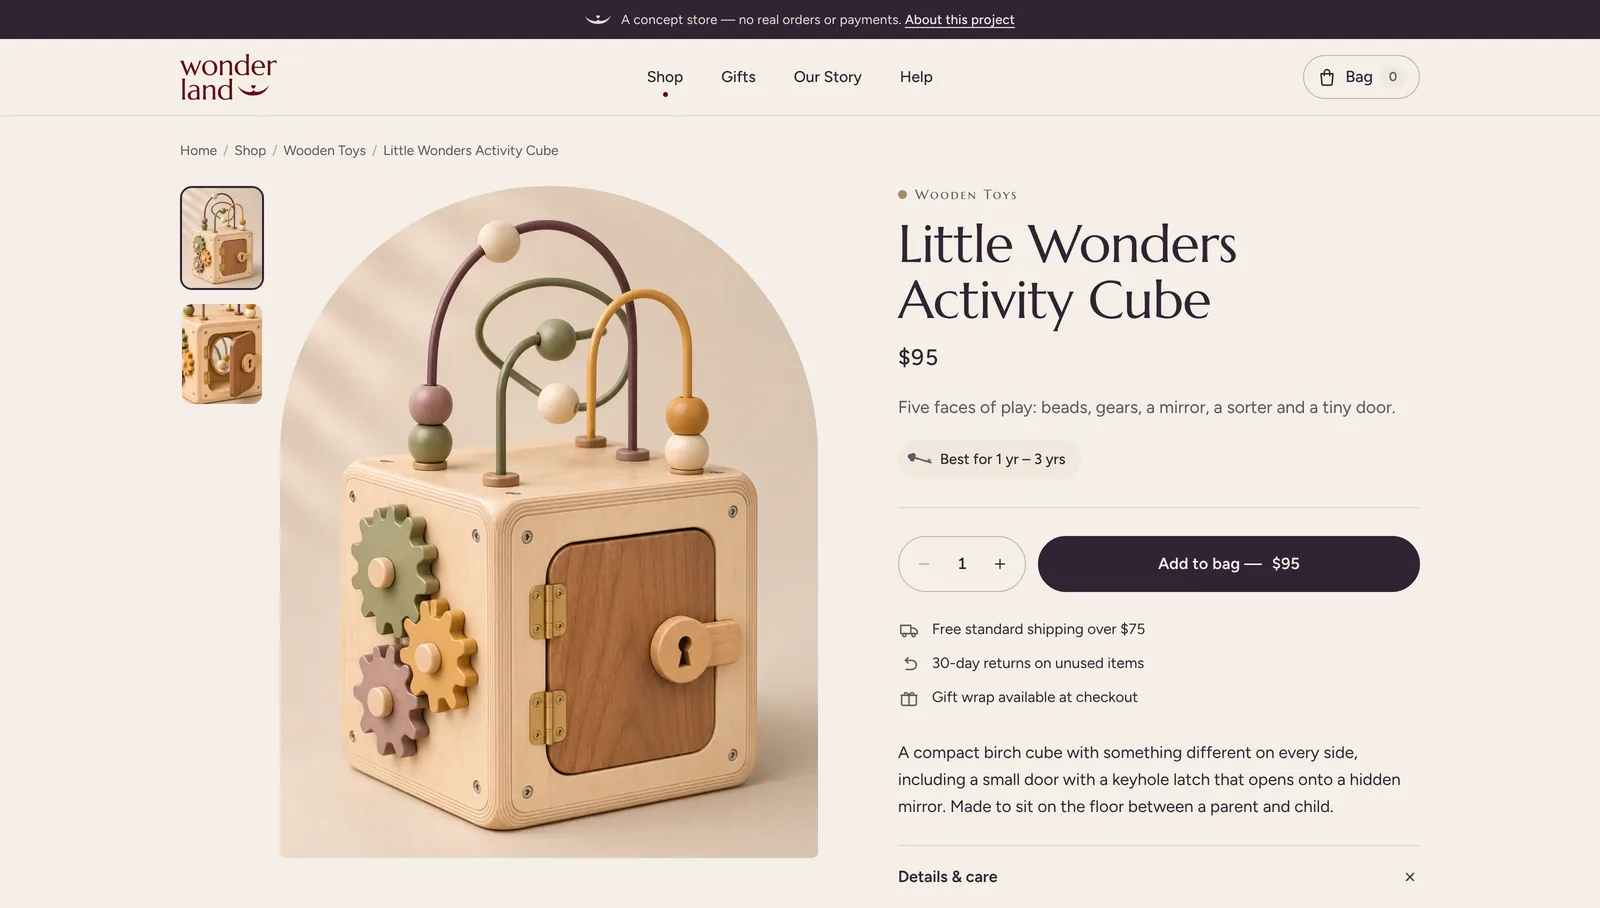 A concept store — no real orders or payments. About this project
wonder
land
Shop
Gifts
Our Story
Help
Bag 0
Home / Shop / Wooden Toys / Little Wonders Activity Cube
Wooden Toys
Little Wonders
Activity Cube
$95
Five faces of play: beads, gears, a mirror, a sorter and a tiny door.
Best for 1 yr – 3 yrs
− 1 +
Add to bag — $95
Free standard shipping over $75
30-day returns on unused items
Gift wrap available at checkout
A compact birch cube with something different on every side,
including a small door with a keyhole latch that opens onto a hidden
mirror. Made to sit on the floor between a parent and child.
Details & care